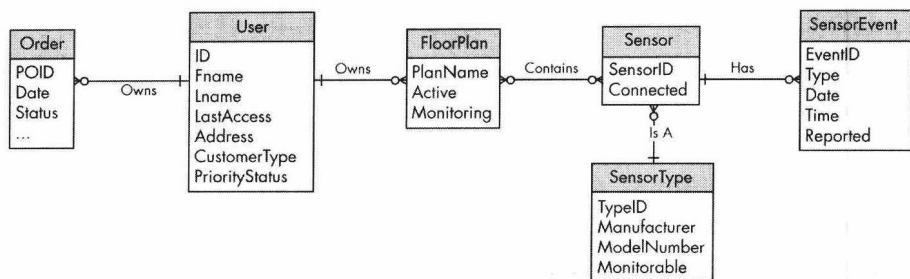 Order
POID
Date
Status
...
Owns
User
ID
Fname
Lname
LastAccess
Address
CustomerType
PriorityStatus
Owns
FloorPlan
PlanName
Active
Monitoring
Contains
Sensor
SensorID
Connected
Has
SensorEvent
EventID
Type
Date
Time
Reported
Is A
SensorType
TypeID
Manufacturer
ModelNumber
Monitorable